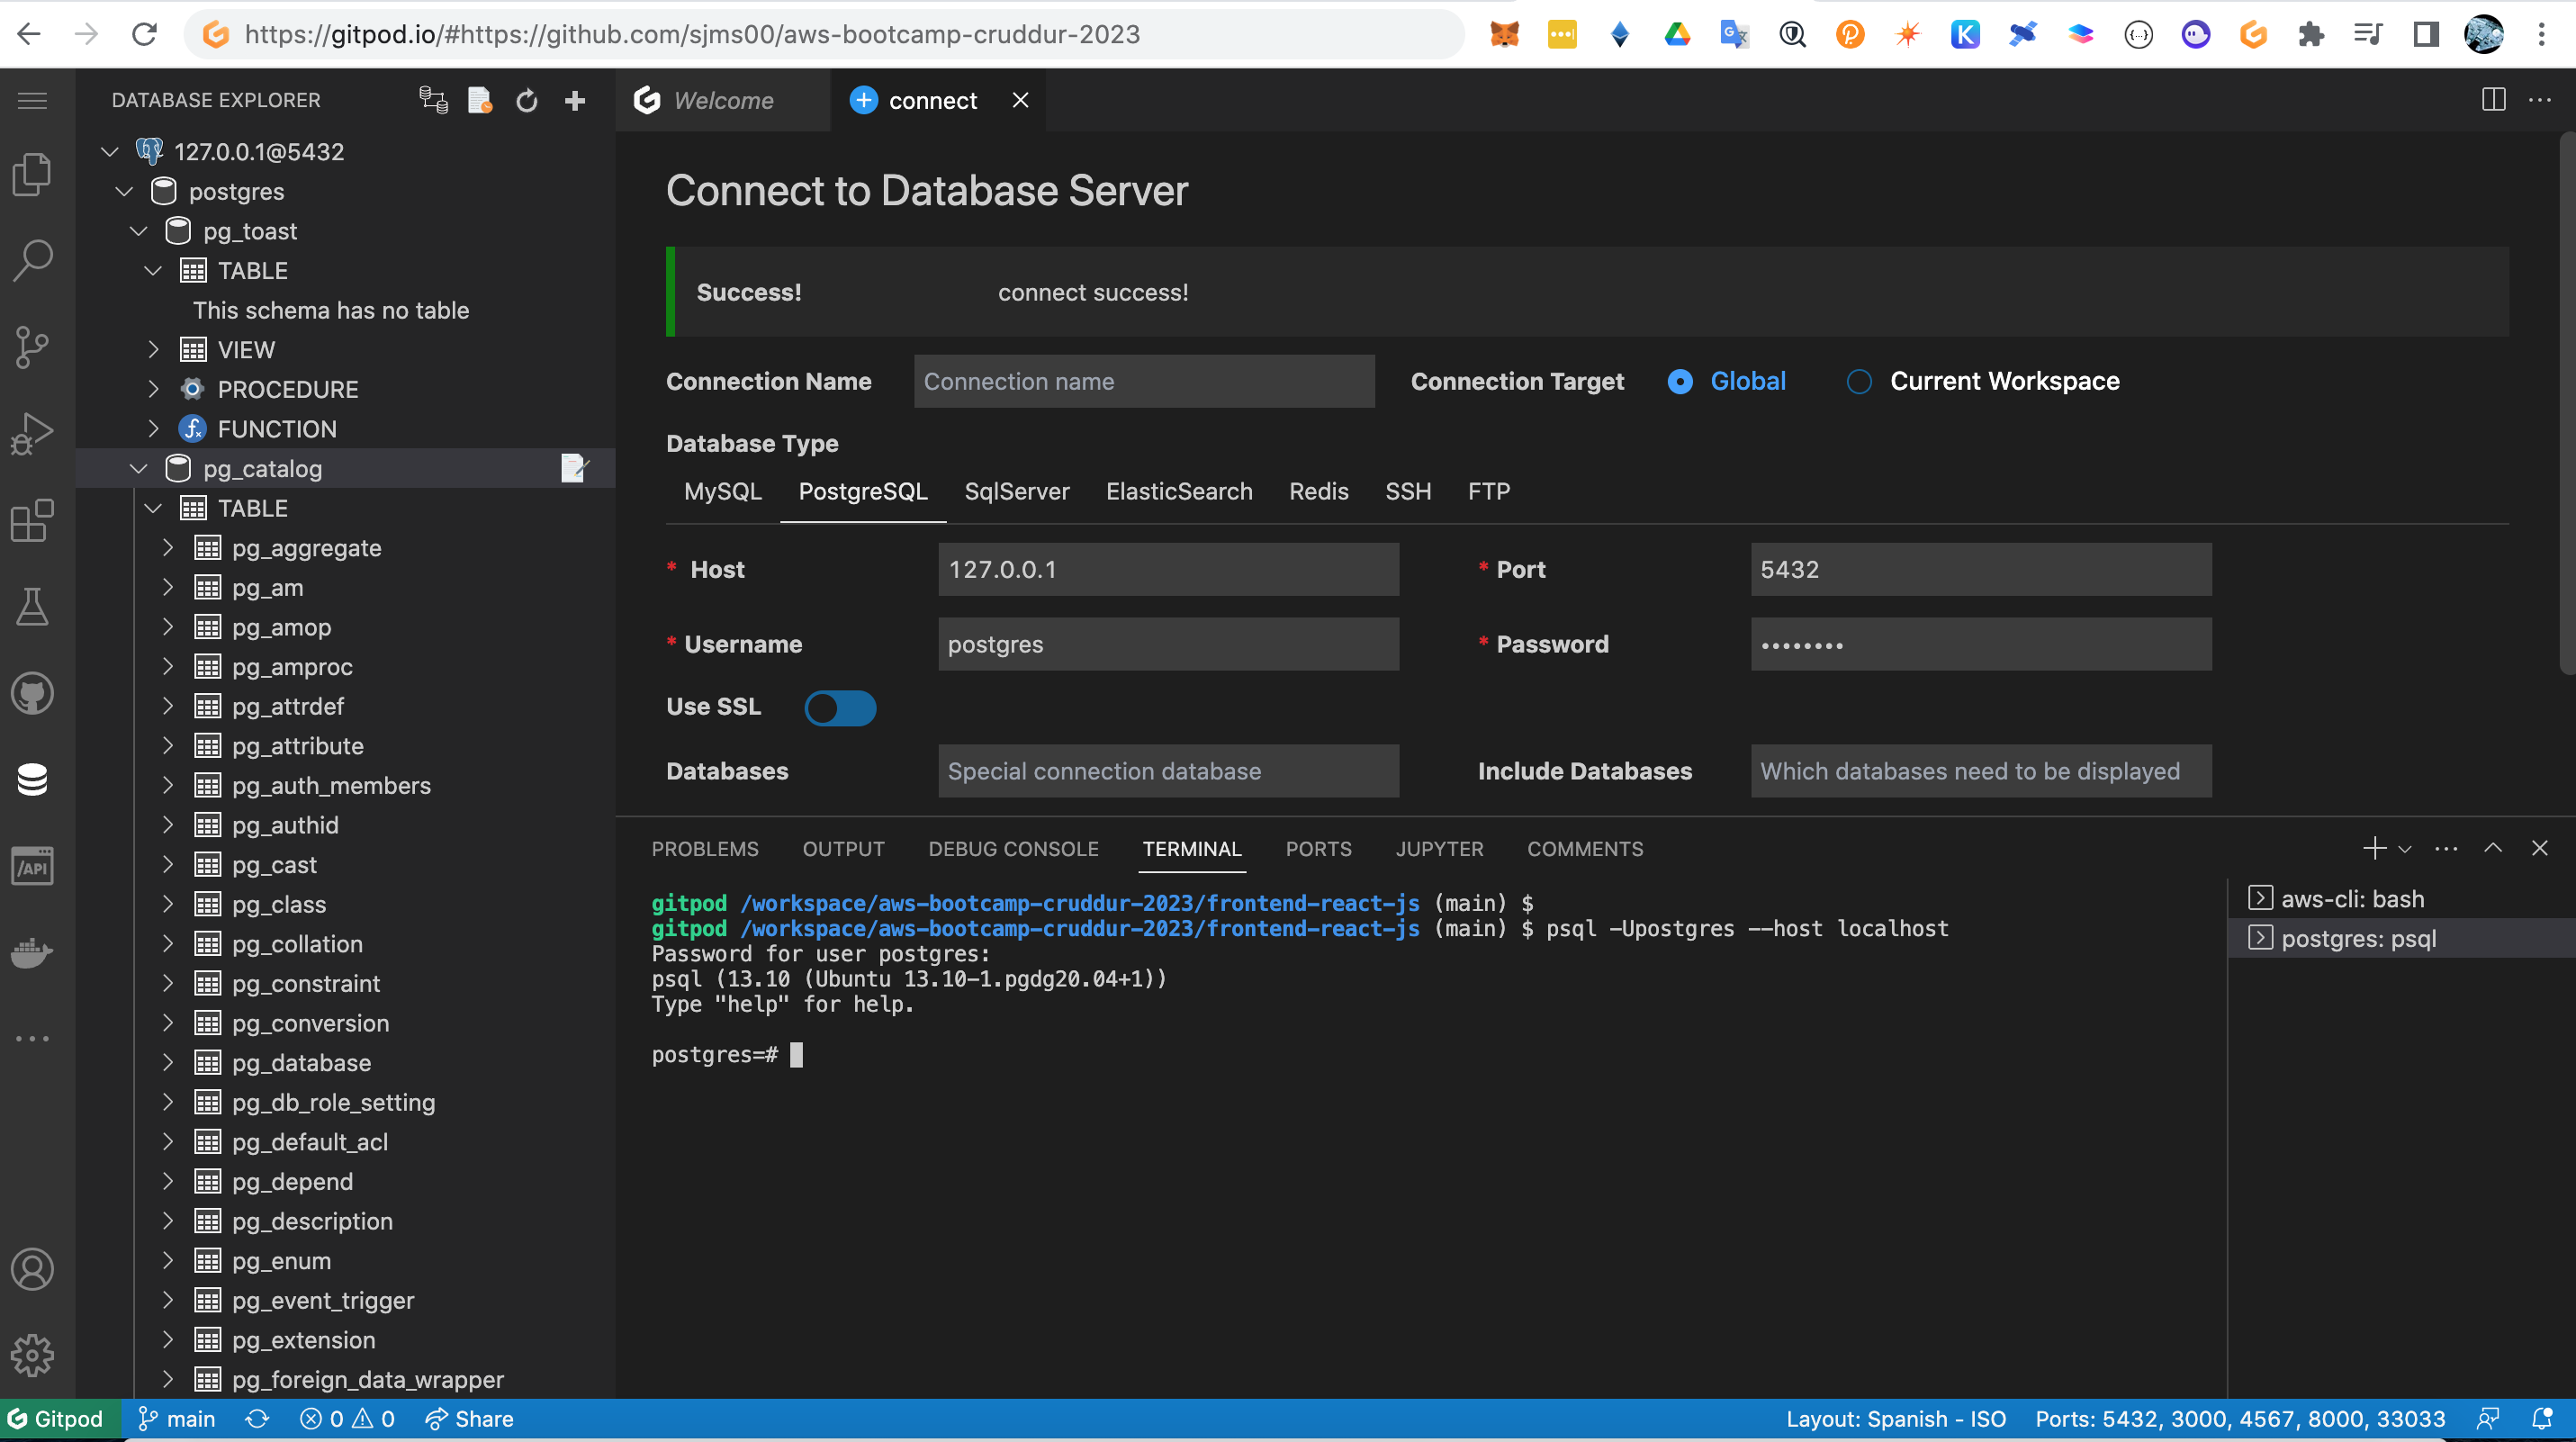 https://gitpod.io/#https://github.com/sjms00/aws-bootcamp-cruddur-2023
DATABASE EXPLORER
127.0.0.1@5432
postgres
pg_toast
TABLE
This schema has no table
VIEW
PROCEDURE
FUNCTION
pg_catalog
TABLE
pg_aggregate
pg_am
pg_amop
pg_amproc
pg_attrdef
pg_attribute
pg_auth_members
pg_authid
pg_cast
pg_class
pg_collation
pg_constraint
pg_conversion
pg_database
pg_db_role_setting
pg_default_acl
pg_depend
pg_description
pg_enum
pg_event_trigger
pg_extension
pg_foreign_data_wrapper
/API
Welcome connect
Connect to Database Server
Success! connect success!
Connection Name Connection name Connection Target Global Current Workspace
Database Type
MySQL PostgreSQL SqlServer ElasticSearch Redis SSH FTP
* Host 127.0.0.1 * Port 5432
* Username postgres * Password ••••••••
Use SSL
Databases Special connection database Include Databases Which databases need to be displayed
PROBLEMS OUTPUT DEBUG CONSOLE TERMINAL PORTS JUPYTER COMMENTS
gitpod /workspace/aws-bootcamp-cruddur-2023/frontend-react-js (main) $
gitpod /workspace/aws-bootcamp-cruddur-2023/frontend-react-js (main) $ psql -Upostgres --host localhost
Password for user postgres:
psql (13.10 (Ubuntu 13.10-1.pgdg20.04+1))
Type "help" for help.
postgres=#
aws-cli: bash
postgres: psql
Gitpod main 0 0 Share Layout: Spanish - ISO Ports: 5432, 3000, 4567, 8000, 33033